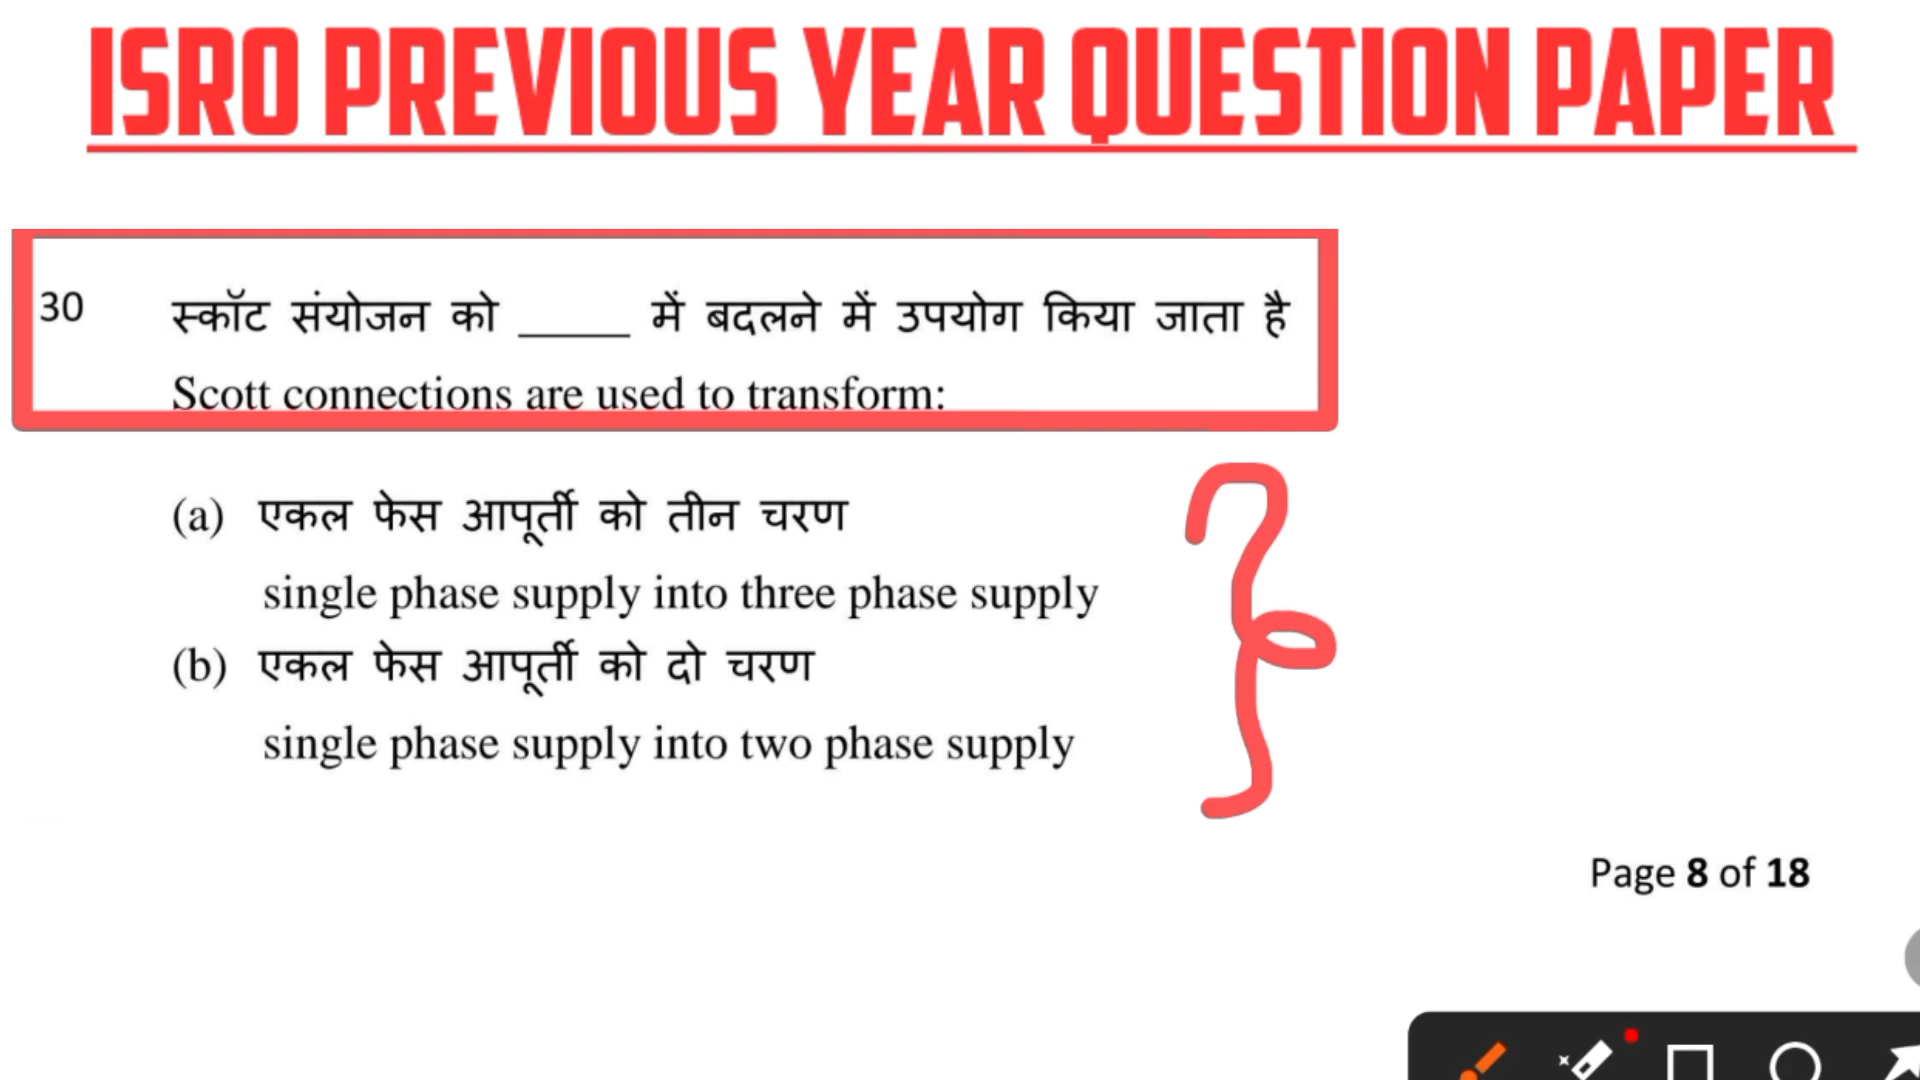 ISRO PREVIOUS YEAR QUESTION PAPER
30 स्कॉट संयोजन को _____ में बदलने में उपयोग किया जाता है
Scott connections are used to transform:
(a) एकल फेस आपूर्ती को तीन चरण
single phase supply into three phase supply
(b) एकल फेस आपूर्ती को दो चरण
single phase supply into two phase supply
Page 8 of 18